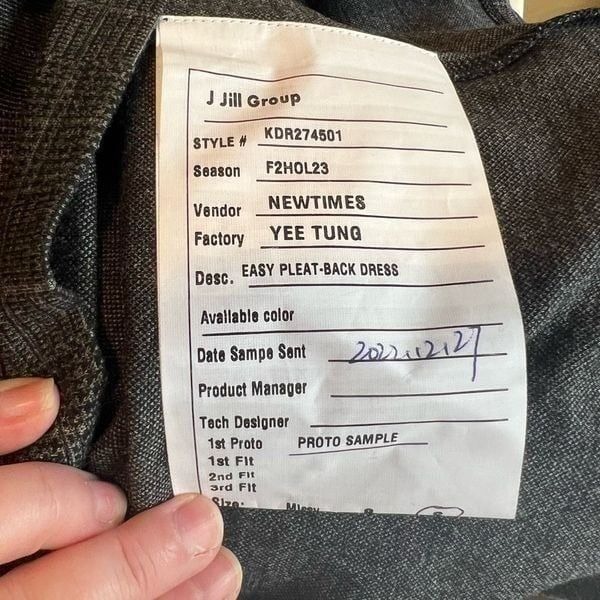 J Jill Group
STYLE # KDR274501
Season F2HOL23
Vendor NEWTIMES
Factory YEE TUNG
Desc. EASY PLEAT-BACK DRESS
Available color
Date Sampe Sent 2022.12.27
Product Manager
Tech Designer
1st Proto PROTO SAMPLE
1st Fit
2nd Fit
3rd Fit
Size: Missy